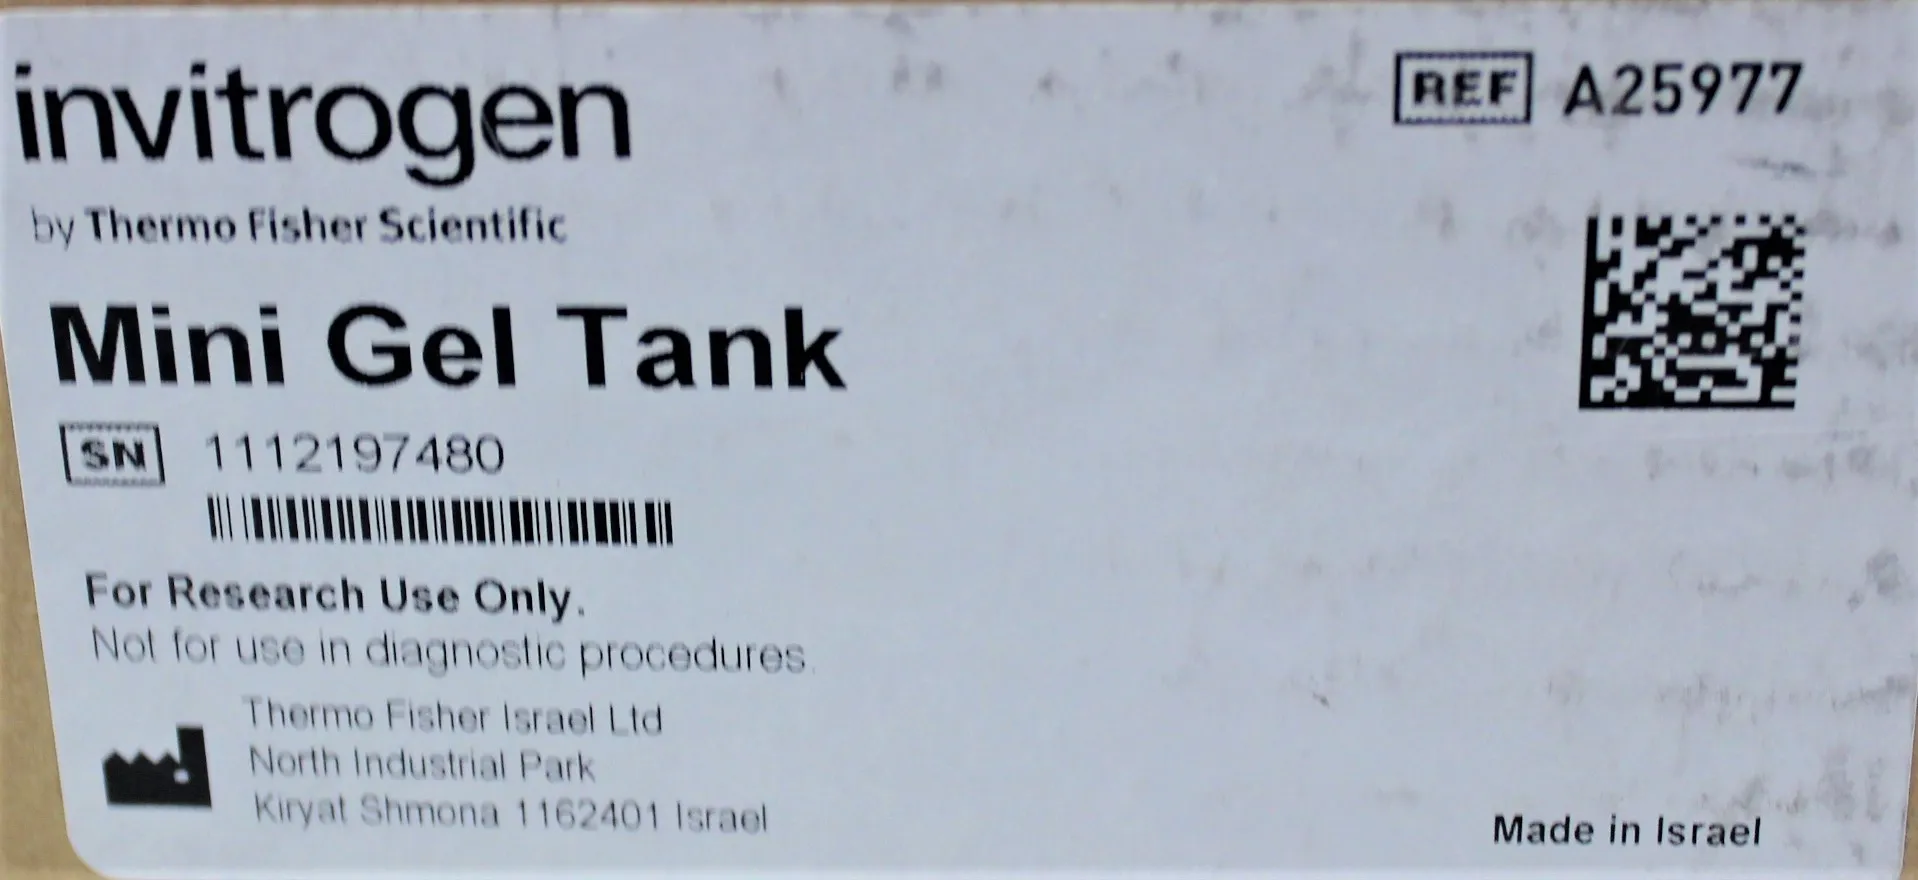 invitrogen
by Thermo Fisher Scientific
REF A25977
Mini Gel Tank
SN 1112197480
For Research Use Only.
Not for use in diagnostic procedures.
Thermo Fisher Israel Ltd
North Industrial Park
Kiryat Shmona 1162401 Israel
Made in Israel